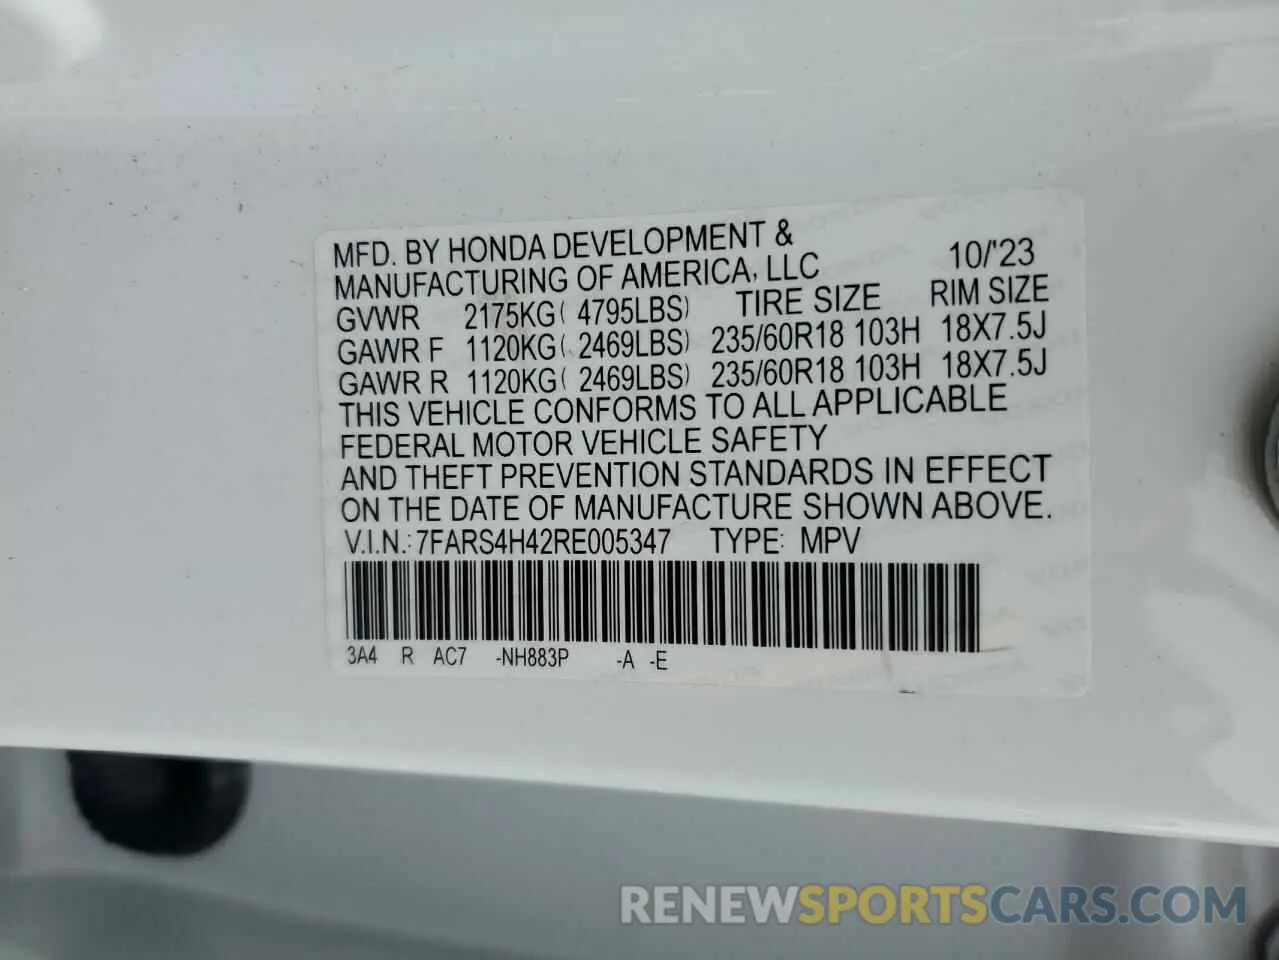 MFD. BY HONDA DEVELOPMENT &
MANUFACTURING OF AMERICA, LLC 10/'23
GVWR 2175KG( 4795LBS) TIRE SIZE RIM SIZE
GAWR F 1120KG( 2469LBS) 235/60R18 103H 18X7.5J
GAWR R 1120KG( 2469LBS) 235/60R18 103H 18X7.5J
THIS VEHICLE CONFORMS TO ALL APPLICABLE
FEDERAL MOTOR VEHICLE SAFETY
AND THEFT PREVENTION STANDARDS IN EFFECT
ON THE DATE OF MANUFACTURE SHOWN ABOVE.
V.I.N.:7FARS4H42RE005347 TYPE: MPV
3A4 R AC7 -NH883P -A -E
RENEWSPORTSCARS.COM